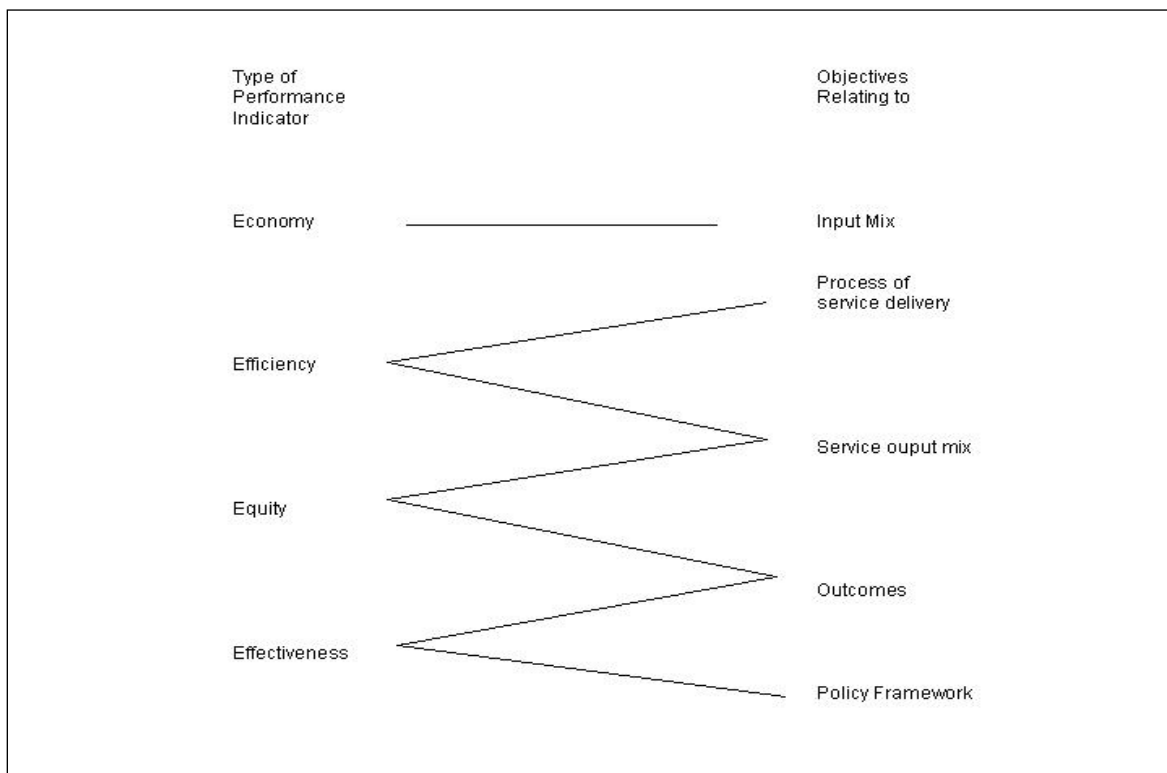 Type of
Performance
Indicator
Objectives
Relating to
Economy
Input Mix
Process of
service delivery
Efficiency
Service ouput mix
Equity
Outcomes
Effectiveness
Policy Framework